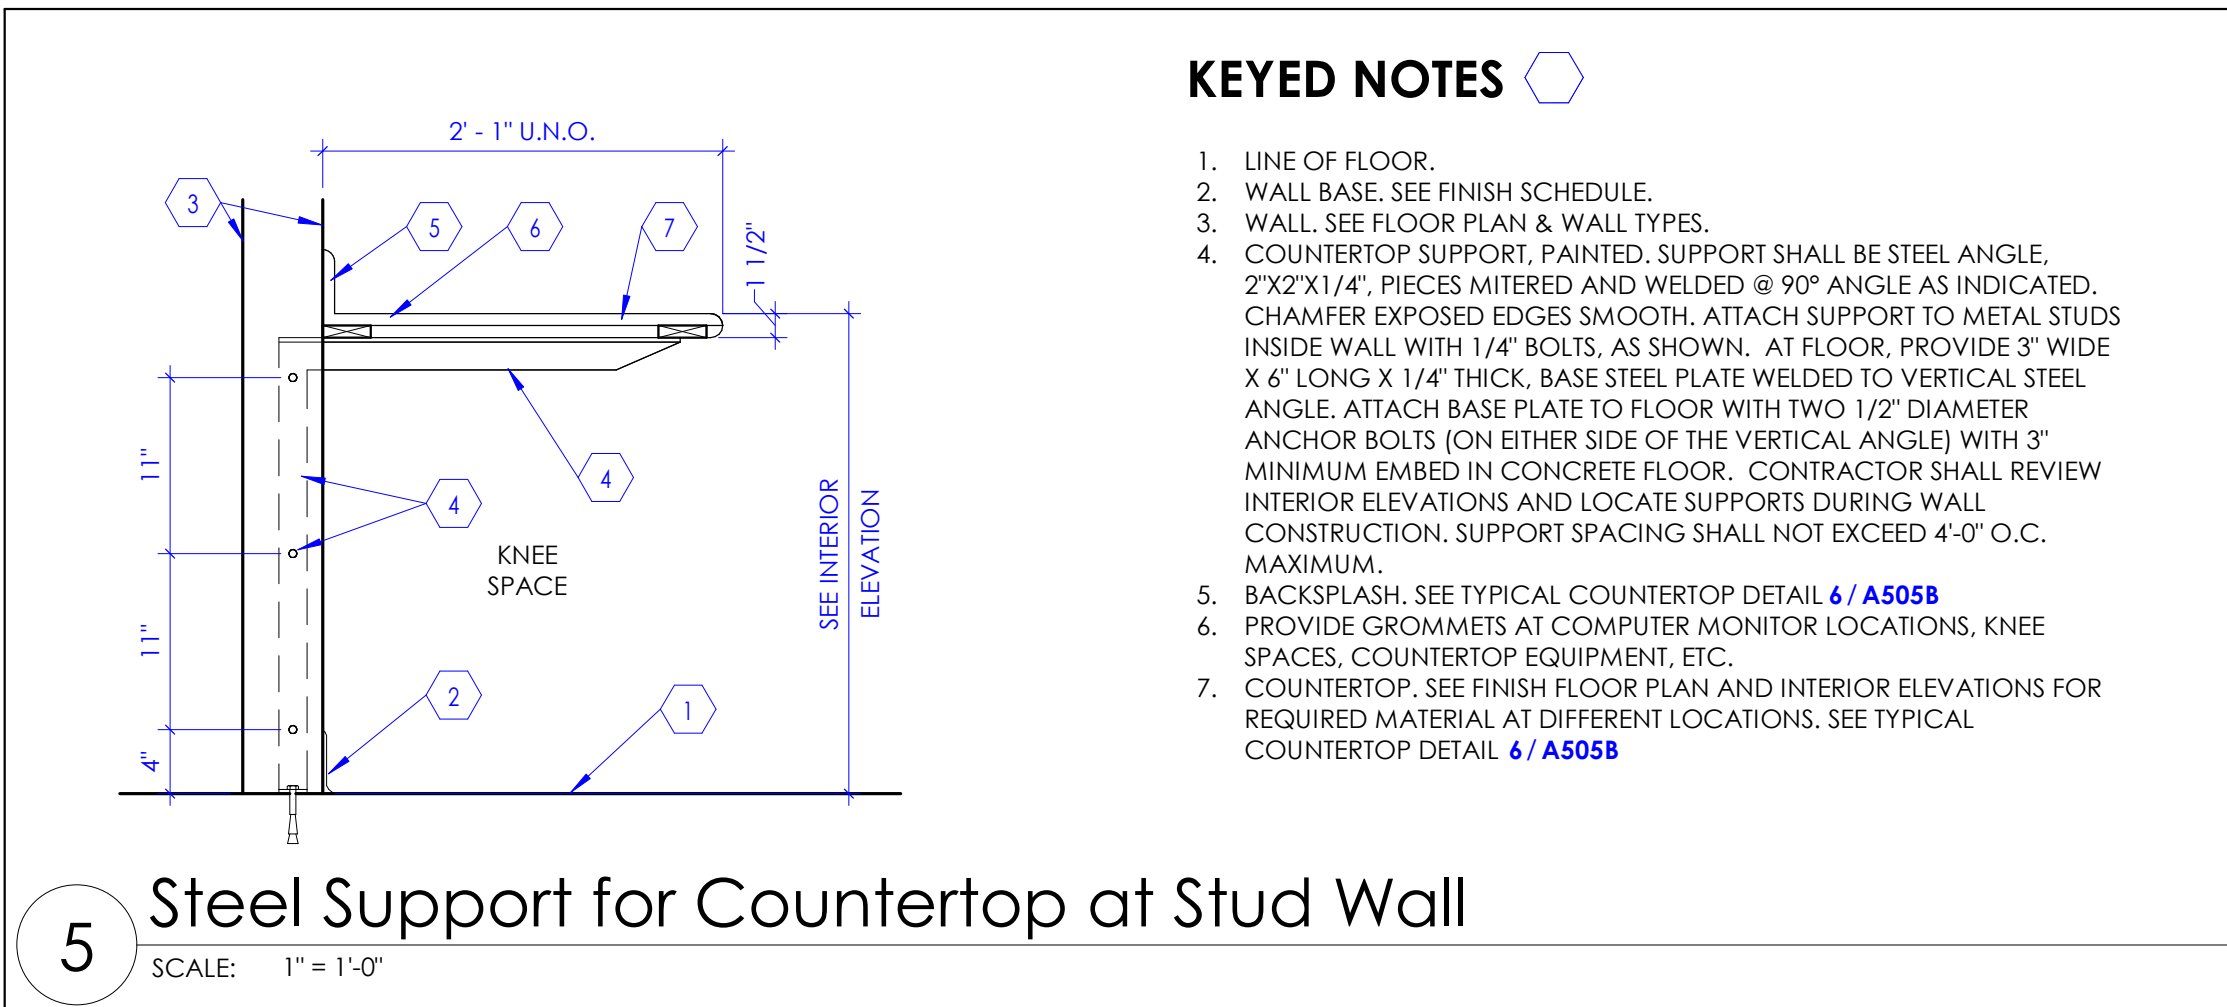 KEYED NOTES
2' - 1" U.N.O.
3
5
6
7
1 1/2"
11"
4
4
11"
KNEE
SPACE
SEE INTERIOR
ELEVATION
2
1
4"
1. LINE OF FLOOR.
2. WALL BASE. SEE FINISH SCHEDULE.
3. WALL. SEE FLOOR PLAN & WALL TYPES.
4. COUNTERTOP SUPPORT, PAINTED. SUPPORT SHALL BE STEEL ANGLE,
2"X2"X1/4", PIECES MITERED AND WELDED @ 90° ANGLE AS INDICATED.
CHAMFER EXPOSED EDGES SMOOTH. ATTACH SUPPORT TO METAL STUDS
INSIDE WALL WITH 1/4" BOLTS, AS SHOWN. AT FLOOR, PROVIDE 3" WIDE
X 6" LONG X 1/4" THICK, BASE STEEL PLATE WELDED TO VERTICAL STEEL
ANGLE. ATTACH BASE PLATE TO FLOOR WITH TWO 1/2" DIAMETER
ANCHOR BOLTS (ON EITHER SIDE OF THE VERTICAL ANGLE) WITH 3"
MINIMUM EMBED IN CONCRETE FLOOR. CONTRACTOR SHALL REVIEW
INTERIOR ELEVATIONS AND LOCATE SUPPORTS DURING WALL
CONSTRUCTION. SUPPORT SPACING SHALL NOT EXCEED 4'-0" O.C.
MAXIMUM.
5. BACKSPLASH. SEE TYPICAL COUNTERTOP DETAIL 6 / A505B
6. PROVIDE GROMMETS AT COMPUTER MONITOR LOCATIONS, KNEE
SPACES, COUNTERTOP EQUIPMENT, ETC.
7. COUNTERTOP. SEE FINISH FLOOR PLAN AND INTERIOR ELEVATIONS FOR
REQUIRED MATERIAL AT DIFFERENT LOCATIONS. SEE TYPICAL
COUNTERTOP DETAIL 6 / A505B
5
Steel Support for Countertop at Stud Wall
SCALE: 1" = 1'-0"